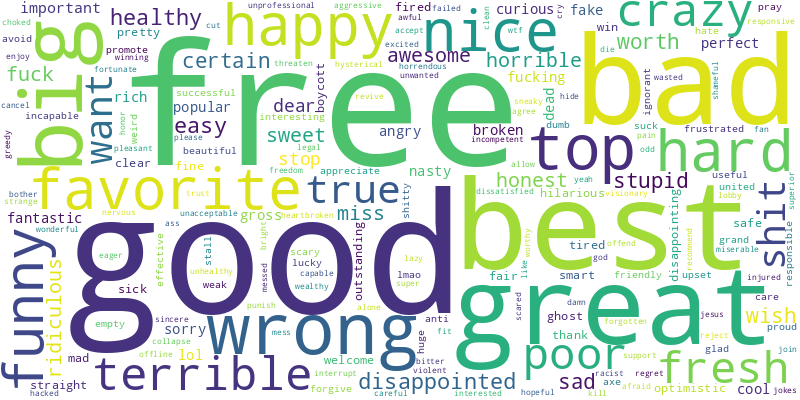 important
healthy
pretty
choked
avoid
enjoy
fuck
promote
winning
fortunate
big
want
incapable
rich
cancel
greedy
free
happy
certain
popular
successful
easy
cut
unprofessional
aggressive
awful
failed
accept
excited
fired
hysterical
threaten
awesome
boycott
dear
horrendous
unwanted
nice
curious
clean
wtf
cry
responsive
horrible
fucking
fake
crazy
win
worth
hate
perfect
pray
die
bad
ignorant
wasted
shameful
dead
hide
sneaky
agree
dumb
broken
incompetent
top
suck
pain
odd
frustrated
fan
hard
allow
honest
stupid
yeah
hilarious
dissatisfied
visionary
useful
united
lobby
superior
revive
angry
interesting
beautiful
please
legal
sweet
stop
freedom
appreciate
nasty
clear
fine
honor
weird
pleasant
bother
strange
favorite
trust
true
miss
shitty
fantastic
wonderful
nervous
unacceptable
gross
heartbroken
ass
eager
effective
stall
scary
bright
lucky
outstanding
lazy
good
best
worthy
like
tired
god
offend
disappointing
safe
grand
miserable
shit
responsible
funny
ridiculous
sick
empty
weak
unhealthy
messed
capable
wealthy
lmao
super
punish
alone
fair
smart
friendly
upset
recommend
injured
scared
damn
great
jesus
care
forgotten
ghost
wish
proud
sincere
sorry
wrong
mess
anti
huge
fit
thank
reject
glad
join
mad
collapse
offline
lol
welcome
bitter
violent
poor
support
fresh
straight
hacked
terrible
interrupt
forgive
disappointed
careful
interested
sad
hopeful
racist
axe
kill
regret
afraid
optimistic
cool
jokes